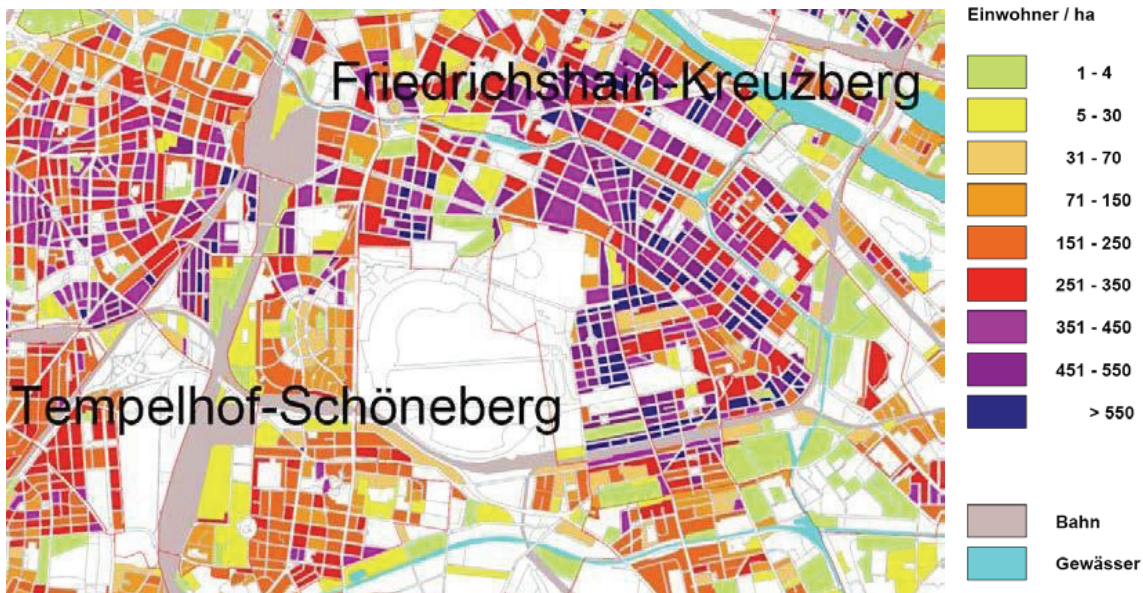 Friedrichshain-Kreuzberg
Tempelhof-Schöneberg
Einwohner / ha
1 - 4
5 - 30
31 - 70
71 - 150
151 - 250
251 - 350
351 - 450
451 - 550
> 550
Bahn
Gewässer